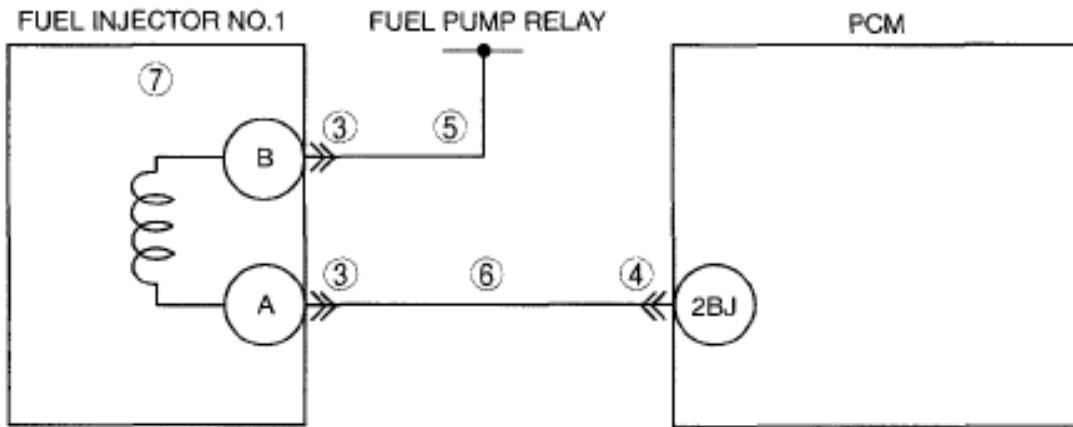 FUEL INJECTOR NO.1 FUEL PUMP RELAY PCM
⑦
③ ⑤
B
③ ⑥ ④
A 2BJ